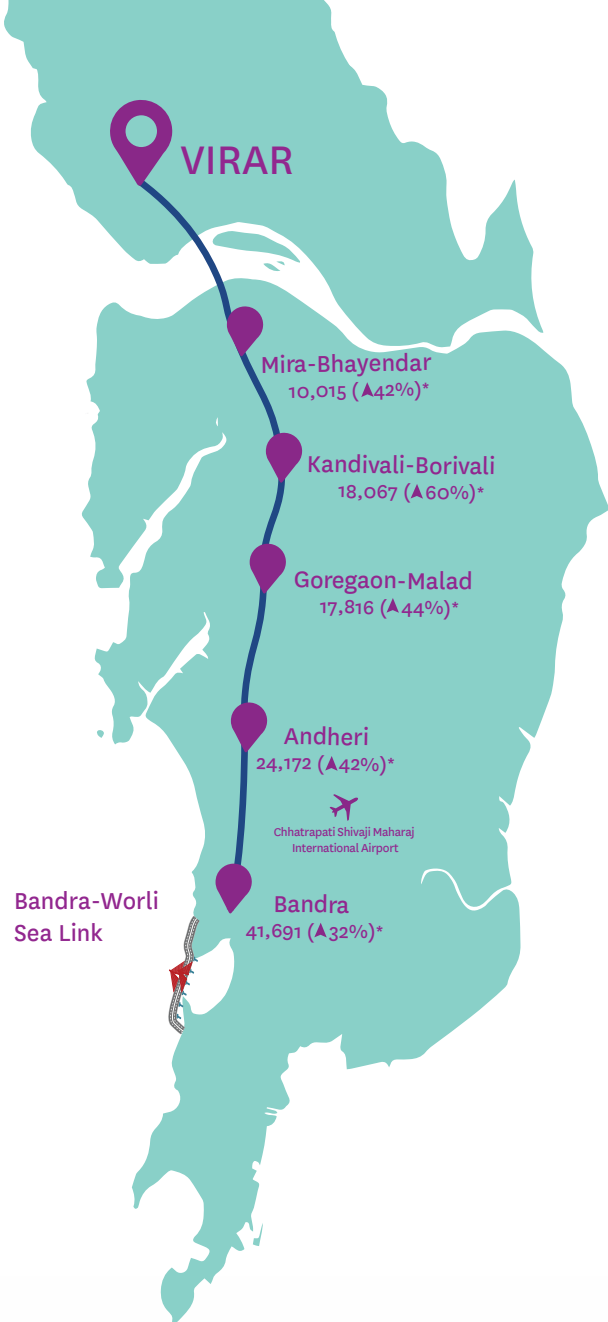 VIRAR
Mira-Bhayendar
10,015 (▲42%)*
Kandivali-Borivali
18,067 (▲60%)*
Goregaon-Malad
17,816 (▲44%)*
Andheri
24,172 (▲42%)*
Chhatrapati Shivaji Maharaj
International Airport
Bandra
41,691 (▲32%)*
Bandra-Worli
Sea Link